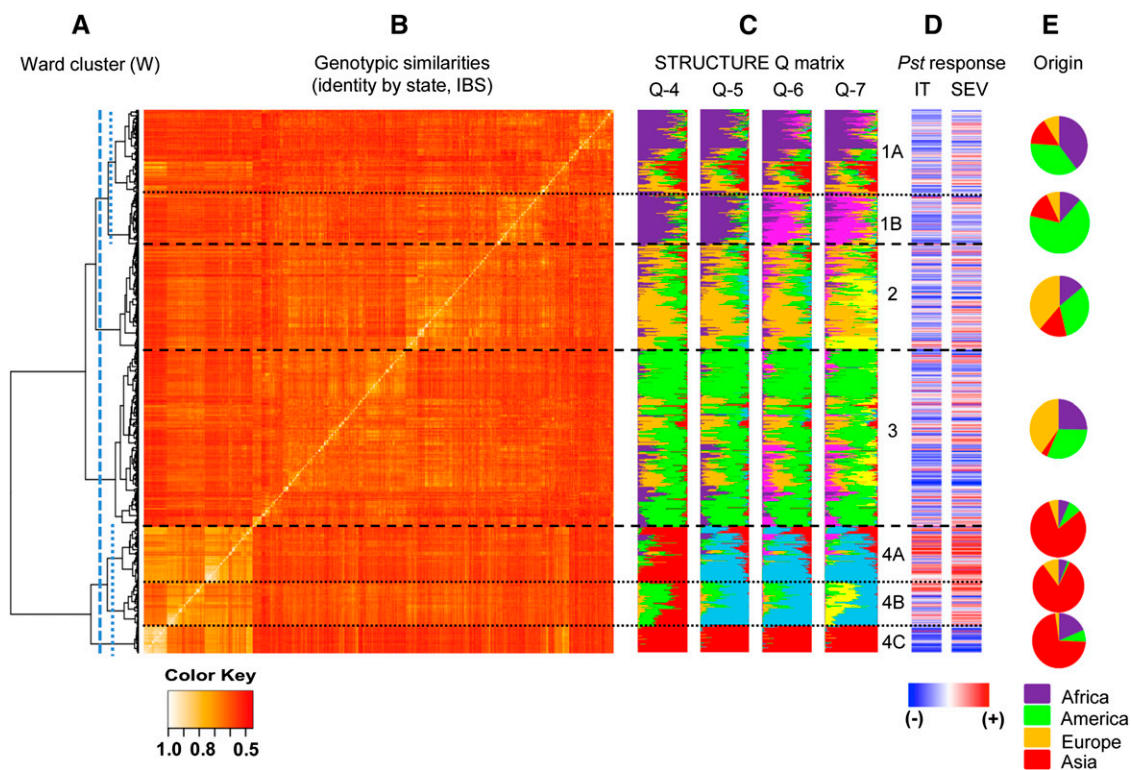 A B C D E
Ward cluster (W)
Genotypic similarities
(identity by state, IBS)
STRUCTURE Q matrix
Q-4 Q-5 Q-6 Q-7
Pst response
IT SEV
Origin
1A
1B
2
3
4A
4B
4C
Color Key
1.0 0.8 0.5
(-) (+)
Africa
America
Europe
Asia